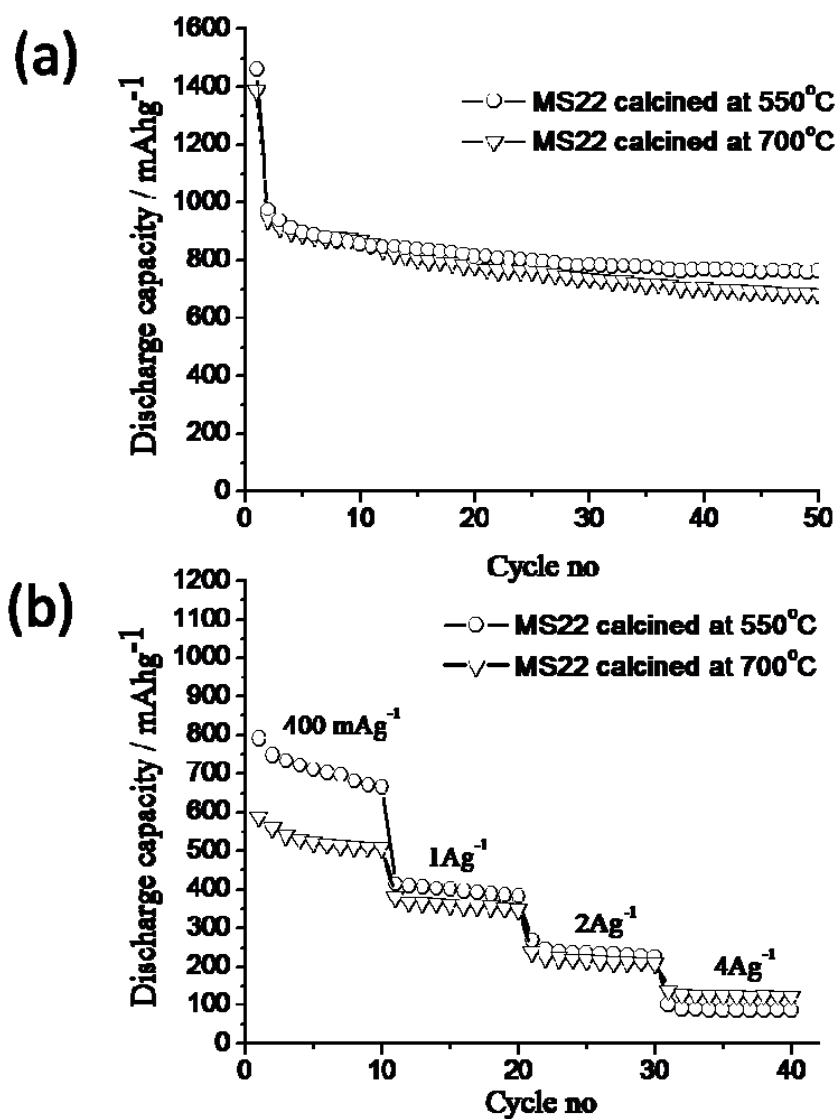 (a)
Discharge capacity / mAhg⁻¹
1600
1400
1200
1000
800
600
400
200
0
MS22 calcined at 550°C
MS22 calcined at 700°C
0 10 20 30 40 50
Cycle no
(b)
Discharge capacity / mAhg⁻¹
1200
1100
1000
900
800
700
600
500
400
300
200
100
0
MS22 calcined at 550°C
MS22 calcined at 700°C
400 mAg⁻¹
1Ag⁻¹
2Ag⁻¹
4Ag⁻¹
0 10 20 30 40
Cycle no